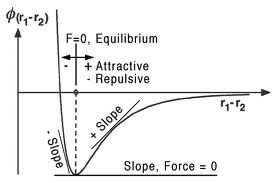 ϕ(r₁-r₂)
F=0, Equilibrium
- + Attractive
- Repulsive
r₁-r₂
- Slope
+ Slope
Slope, Force = 0